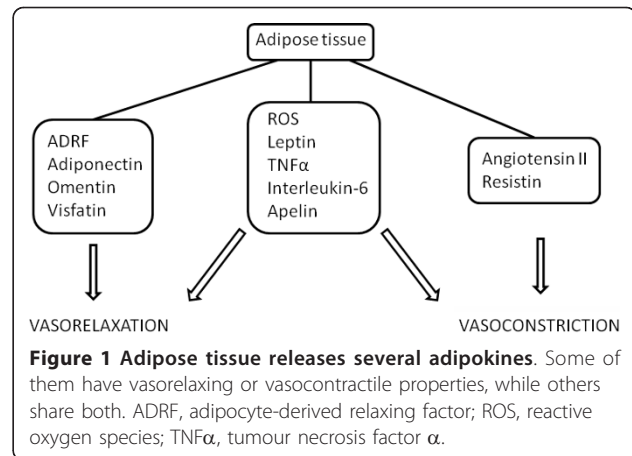 Adipose tissue
ADRF
Adiponectin
Omentin
Visfatin
ROS
Leptin
TNFα
Interleukin-6
Apelin
Angiotensin II
Resistin
VASORELAXATION
VASOCONSTRICTION
Figure 1 Adipose tissue releases several adipokines. Some of
them have vasorelaxing or vasocontractile properties, while others
share both. ADRF, adipocyte-derived relaxing factor; ROS, reactive
oxygen species; TNFα, tumour necrosis factor α.